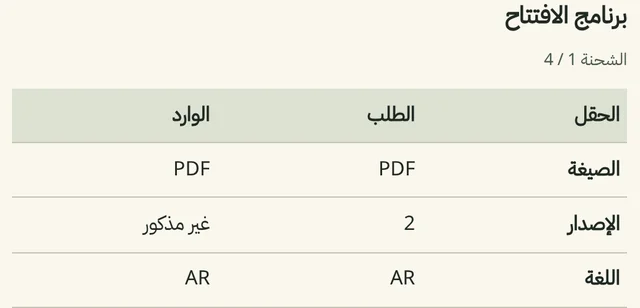 برنامج الافتتاح
الشحنة 1 / 4
الحقل الطلب الوارد
الصيغة PDF PDF
الإصدار 2 غير مذكور
اللغة AR AR